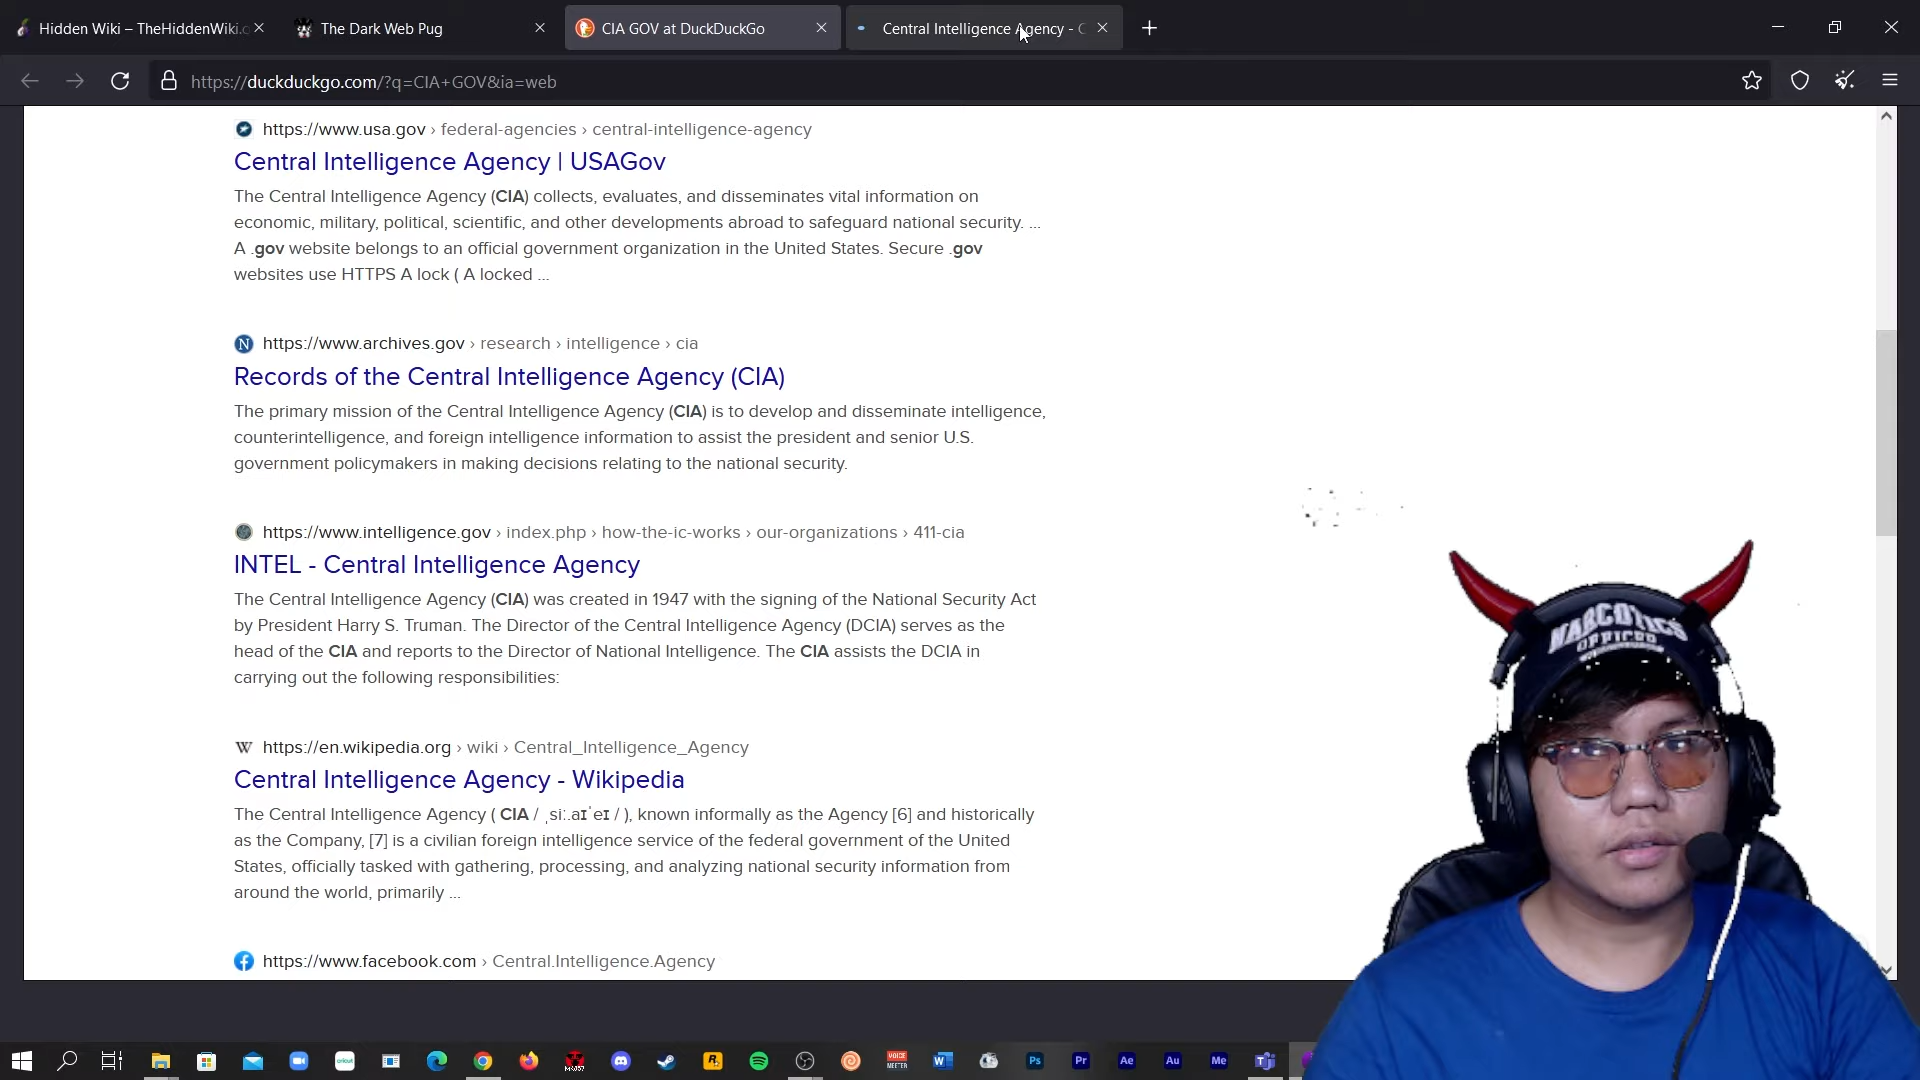 Hidden Wiki – TheHiddenWiki.o
The Dark Web Pug
CIA GOV at DuckDuckGo
Central Intelligence Agency - C
https://duckduckgo.com/?q=CIA+GOV&ia=web
https://www.usa.gov › federal-agencies › central-intelligence-agency
Central Intelligence Agency | USAGov
The Central Intelligence Agency (CIA) collects, evaluates, and disseminates vital information on
economic, military, political, scientific, and other developments abroad to safeguard national security. ...
A .gov website belongs to an official government organization in the United States. Secure .gov
websites use HTTPS A lock ( A locked ...
N https://www.archives.gov › research › intelligence › cia
Records of the Central Intelligence Agency (CIA)
The primary mission of the Central Intelligence Agency (CIA) is to develop and disseminate intelligence,
counterintelligence, and foreign intelligence information to assist the president and senior U.S.
government policymakers in making decisions relating to the national security.
https://www.intelligence.gov › index.php › how-the-ic-works › our-organizations › 411-cia
INTEL - Central Intelligence Agency
The Central Intelligence Agency (CIA) was created in 1947 with the signing of the National Security Act
by President Harry S. Truman. The Director of the Central Intelligence Agency (DCIA) serves as the
head of the CIA and reports to the Director of National Intelligence. The CIA assists the DCIA in
carrying out the following responsibilities:
W https://en.wikipedia.org › wiki › Central_Intelligence_Agency
Central Intelligence Agency - Wikipedia
The Central Intelligence Agency ( CIA / ˌsiː.aɪˈeɪ / ), known informally as the Agency [6] and historically
as the Company, [7] is a civilian foreign intelligence service of the federal government of the United
States, officially tasked with gathering, processing, and analyzing national security information from
around the world, primarily ...
https://www.facebook.com › Central.Intelligence.Agency
NARCOTICS
OFFICER
cricut
R
VOICE
MEETER
W
Ps
Pr
Ae
Au
Me